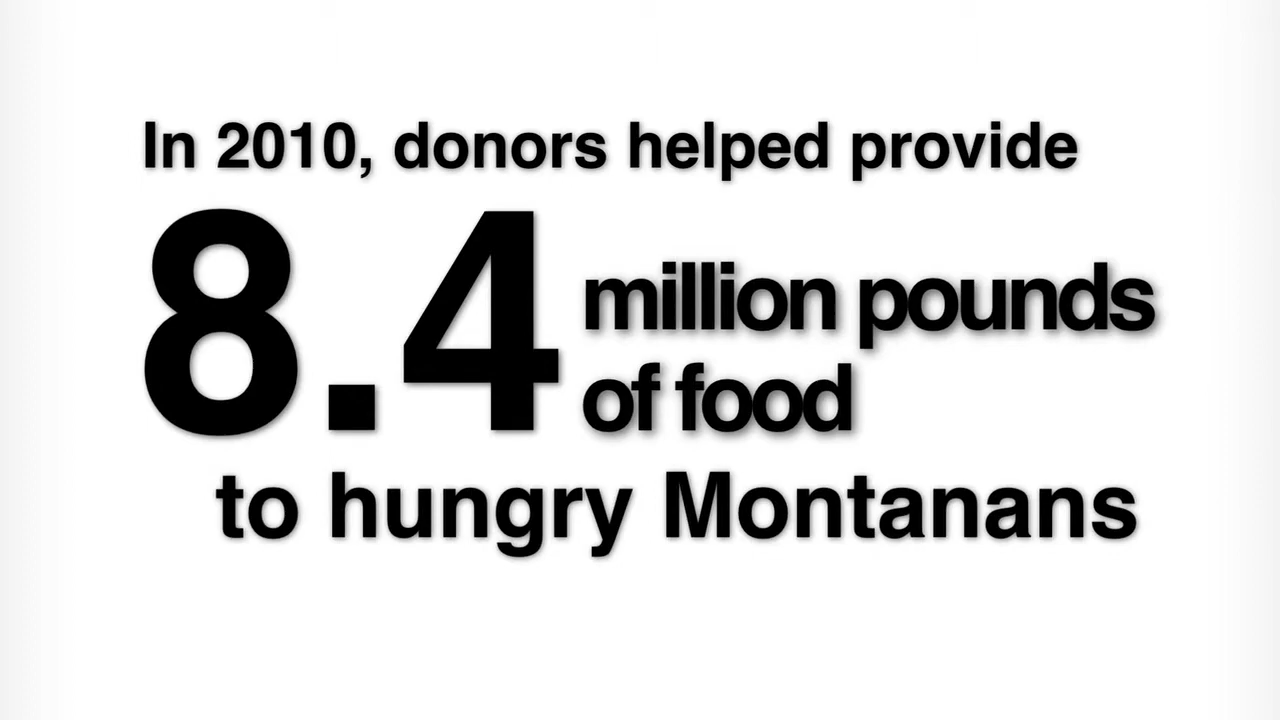 In 2010, donors helped provide
8.4 million pounds
of food
to hungry Montanans